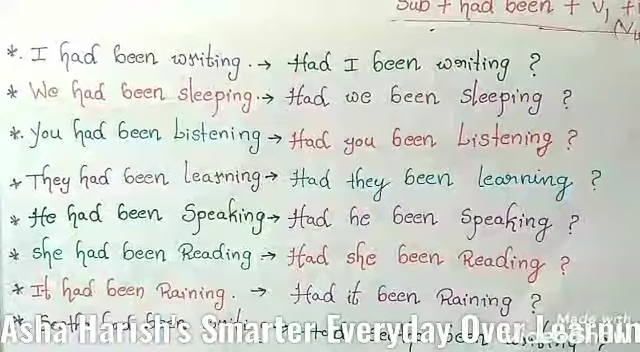 Sub + had been + V1 +
*. I had been writing. → Had I been writing ?
* We had been sleeping. → Had we been sleeping ?
*. You had been Listening → Had you been Listening ?
* They had been learning → Had they been learning ?
* He had been Speaking → Had he been Speaking ?
* She had been Reading → Had she been Reading ?
* It had been Raining. → Had it been Raining ?
Made with
Asha Harish's Smarter Everyday Over Learnin